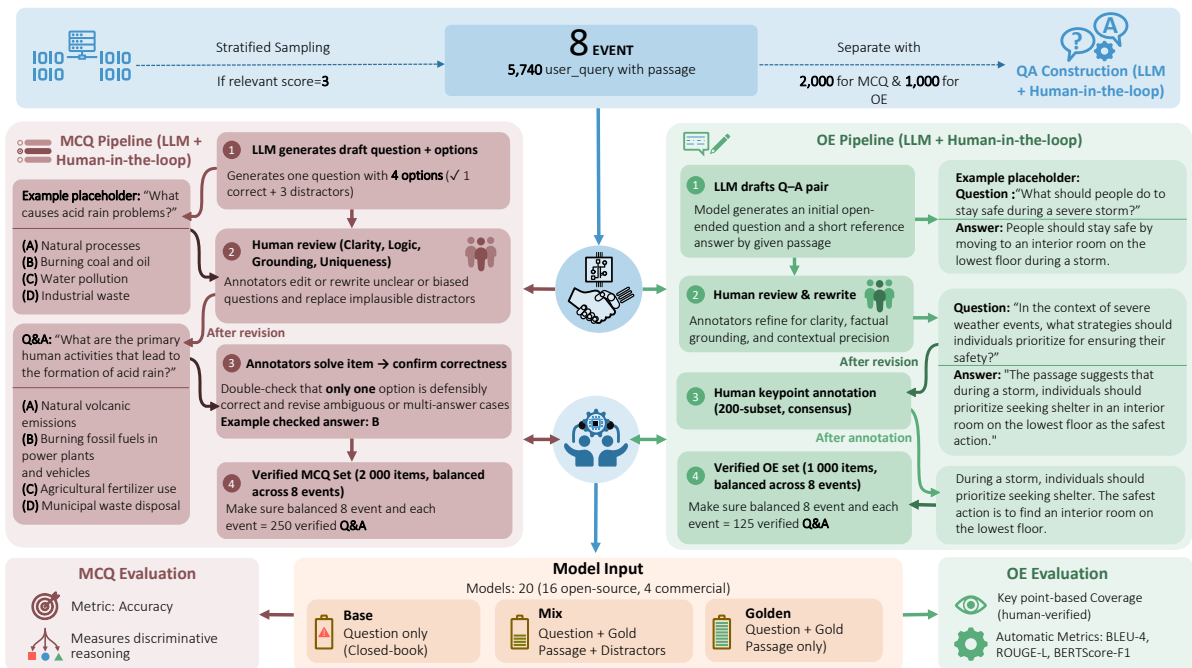 IOIO IOIO
IOIO IOIO
Stratified Sampling
If relevant score=3
8 EVENT
5,740 user_query with passage
Separate with
2,000 for MCQ & 1,000 for
OE
?
A
QA Construction (LLM
+ Human-in-the-loop)
MCQ Pipeline (LLM +
Human-in-the-loop)
1 LLM generates draft question + options
Generates one question with 4 options (✓ 1
correct + 3 distractors)
Example placeholder: “What
causes acid rain problems?”
(A) Natural processes
(B) Burning coal and oil
(C) Water pollution
(D) Industrial waste
2 Human review (Clarity, Logic,
Grounding, Uniqueness)
Annotators edit or rewrite unclear or biased
questions and replace implausible distractors
After revision
Q&A: “What are the primary
human activities that lead to
the formation of acid rain?”
(A) Natural volcanic
emissions
(B) Burning fossil fuels in
power plants
and vehicles
(C) Agricultural fertilizer use
(D) Municipal waste disposal
3 Annotators solve item → confirm correctness
Double-check that only one option is defensibly
correct and revise ambiguous or multi-answer cases
Example checked answer: B
4 Verified MCQ Set (2 000 items, balanced
across 8 events)
Make sure balanced 8 event and each
event = 250 verified Q&A
OE Pipeline (LLM + Human-in-the-loop)
1 LLM drafts Q–A pair
Model generates an initial open-
ended question and a short reference
answer by given passage
Example placeholder:
Question :“What should people do to
stay safe during a severe storm?”
Answer: People should stay safe by
moving to an interior room on the
lowest floor during a storm.
2 Human review & rewrite
Annotators refine for clarity, factual
grounding, and contextual precision
After revision
Question: “In the context of severe
weather events, what strategies should
individuals prioritize for ensuring their
safety?”
Answer: "The passage suggests that
during a storm, individuals should
prioritize seeking shelter in an interior
room on the lowest floor as the safest
action."
3 Human keypoint annotation
(200-subset, consensus)
After annotation
4 Verified OE set (1 000 items,
balanced across 8 events)
Make sure balanced 8 event and each
event = 125 verified Q&A
During a storm, individuals should
prioritize seeking shelter. The safest
action is to find an interior room on
the lowest floor.
MCQ Evaluation
Metric: Accuracy
Measures discriminative
reasoning
Model Input
Models: 20 (16 open-source, 4 commercial)
Base
Question only
(Closed-book)
Mix
Question + Gold
Passage + Distractors
Golden
Question + Gold
Passage only)
OE Evaluation
Key point-based Coverage
(human-verified)
Automatic Metrics: BLEU-4,
ROUGE-L, BERTScore-F1